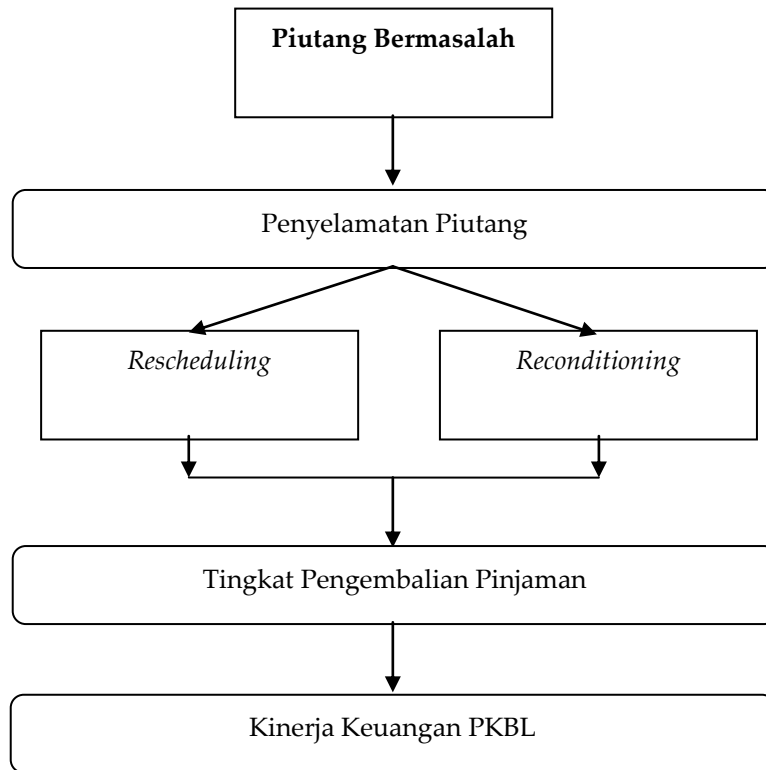 Piutang Bermasalah
Penyelamatan Piutang
Rescheduling
Reconditioning
Tingkat Pengembalian Pinjaman
Kinerja Keuangan PKBL